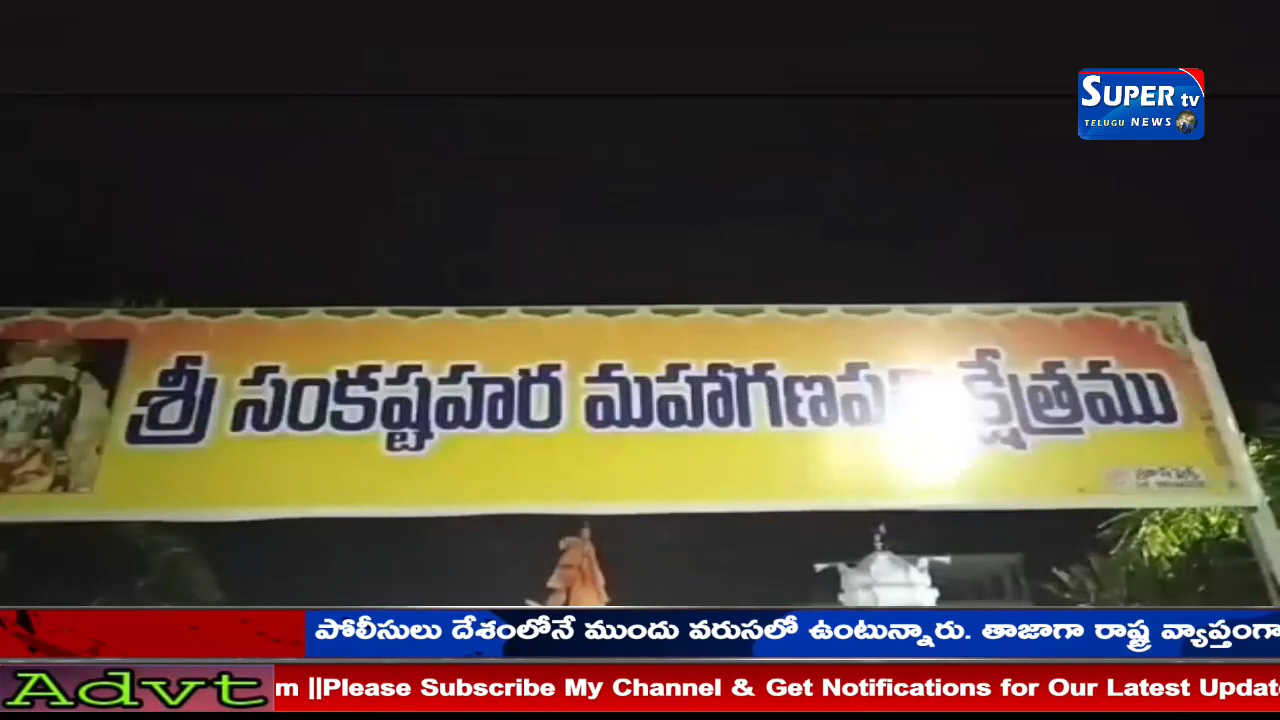 SUPER tv
TELUGU NEWS
శ్రీ సంకష్టహర మహాగణప క్షేత్రము
పోలీసులు దేశంలోనే ముందు వరుసలో ఉంటున్నారు. తాజాగా రాష్ట్ర వ్యాప్తంగా
Advt
m ||Please Subscribe My Channel & Get Notifications for Our Latest Update